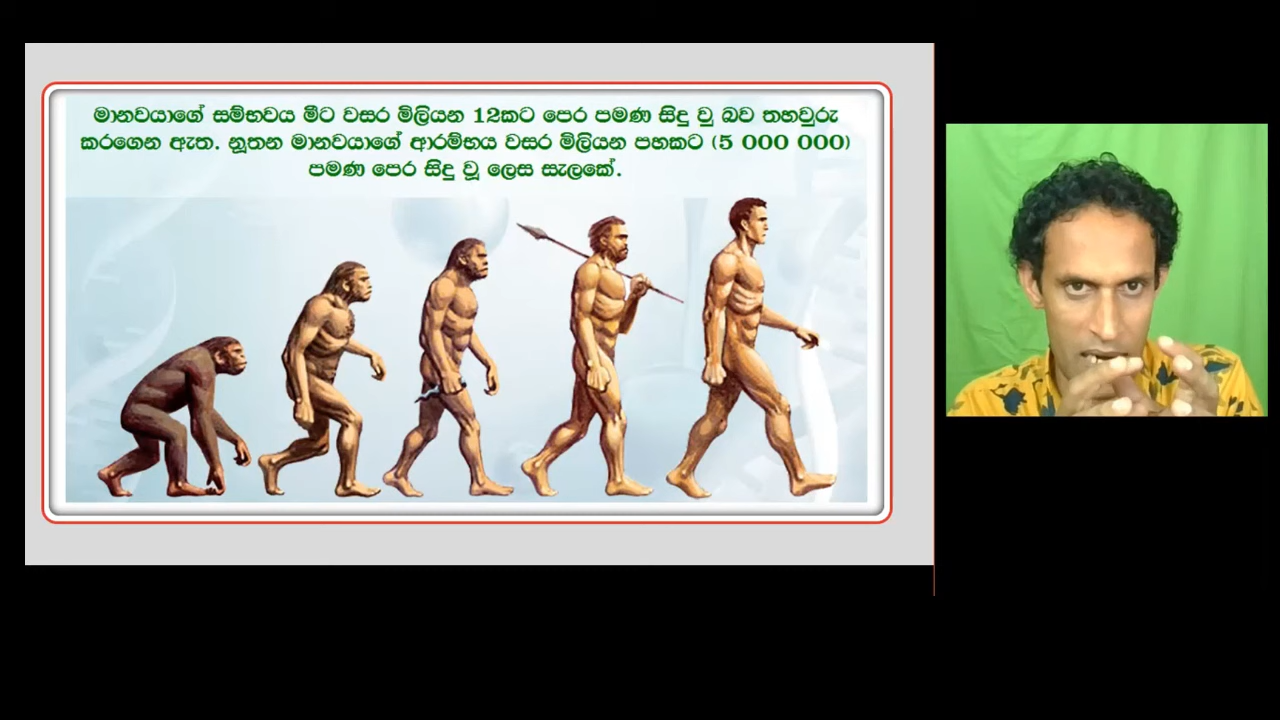 මානවයාගේ සම්භවය මීට වසර මිලියන 12කට පෙර පමණ සිදු වු බව තහවුරු
කරගෙන ඇත. නූතන මානවයාගේ ආරම්භය වසර මිලියන පහකට (5 000 000)
පමණ පෙර සිදු වූ ලෙස සැලකේ.